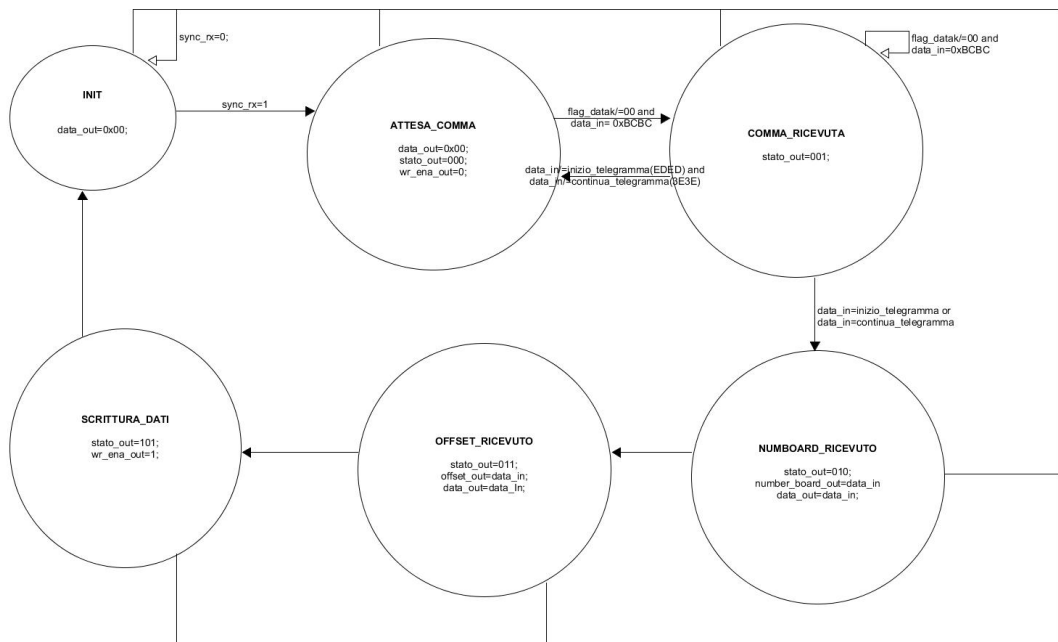 sync_rx=0;
INIT
data_out=0x00;
sync_rx=1
ATTESA_COMMA
data_out=0x00;
stato_out=000;
wr_ena_out=0;
flag_datak/=00 and
data_in= 0xBCBC
flag_datak/=00 and
data_in=0xBCBC
COMMA_RICEVUTA
stato_out=001;
data_in/=inizio_telegramma(EDED) and
data_in/=continua_telegramma(3E3E)
data_in=inizio_telegramma or
data_in=continua_telegramma
SCRITTURA_DATI
stato_out=101;
wr_ena_out=1;
OFFSET_RICEVUTO
stato_out=011;
offset_out=data_in;
data_out=data_In;
NUMBOARD_RICEVUTO
stato_out=010;
number_board_out=data_in
data_out=data_in;